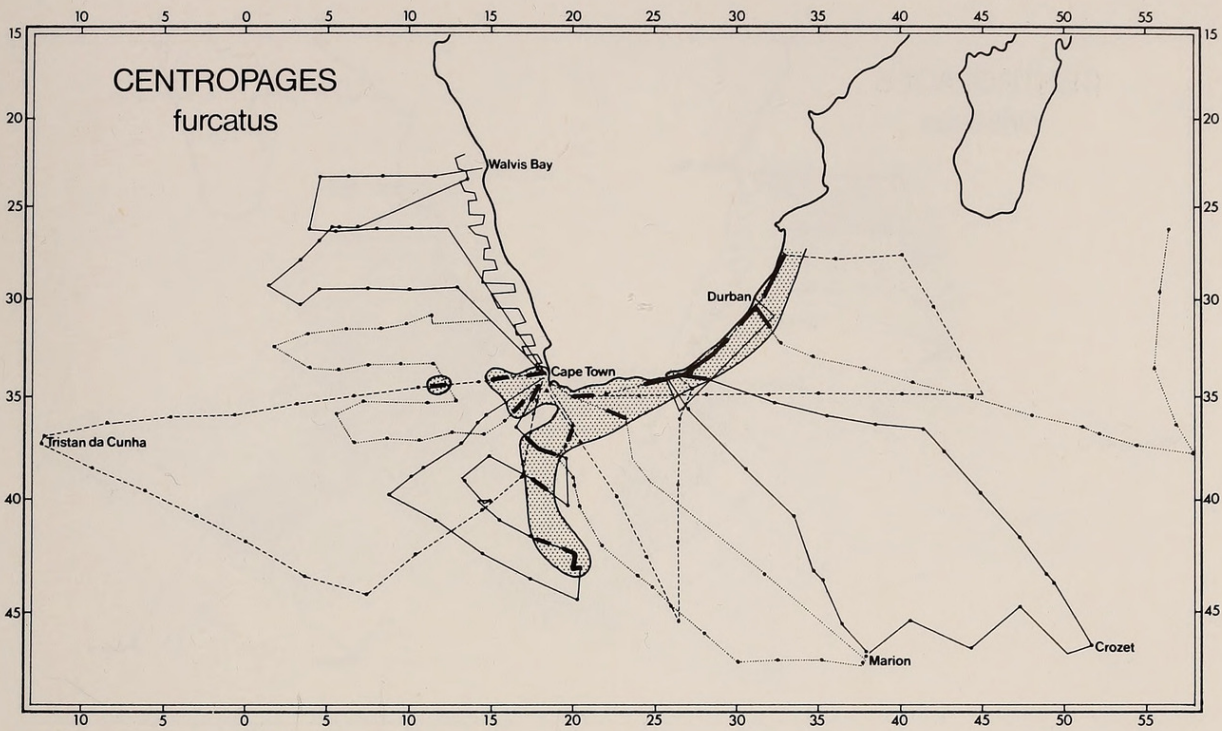 10 5 0 5 10 15 20 25 30 35 40 45 50 55
15 15
CENTROPAGES
furcatus
20 20
Walvis Bay
25 25
Durban
30 30
Cape Town
35 35
Tristan da Cunha
40 40
45 45
Marion
Crozet
10 5 0 5 10 15 20 25 30 35 40 45 50 55